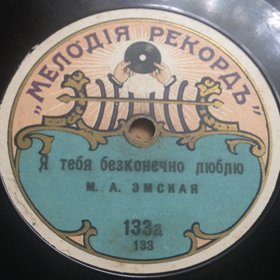 „МЕЛОДІЯ РЕКОРДЪ"
Я тебя безконечно люблю
М. А. ЭМСКАЯ
133а
133